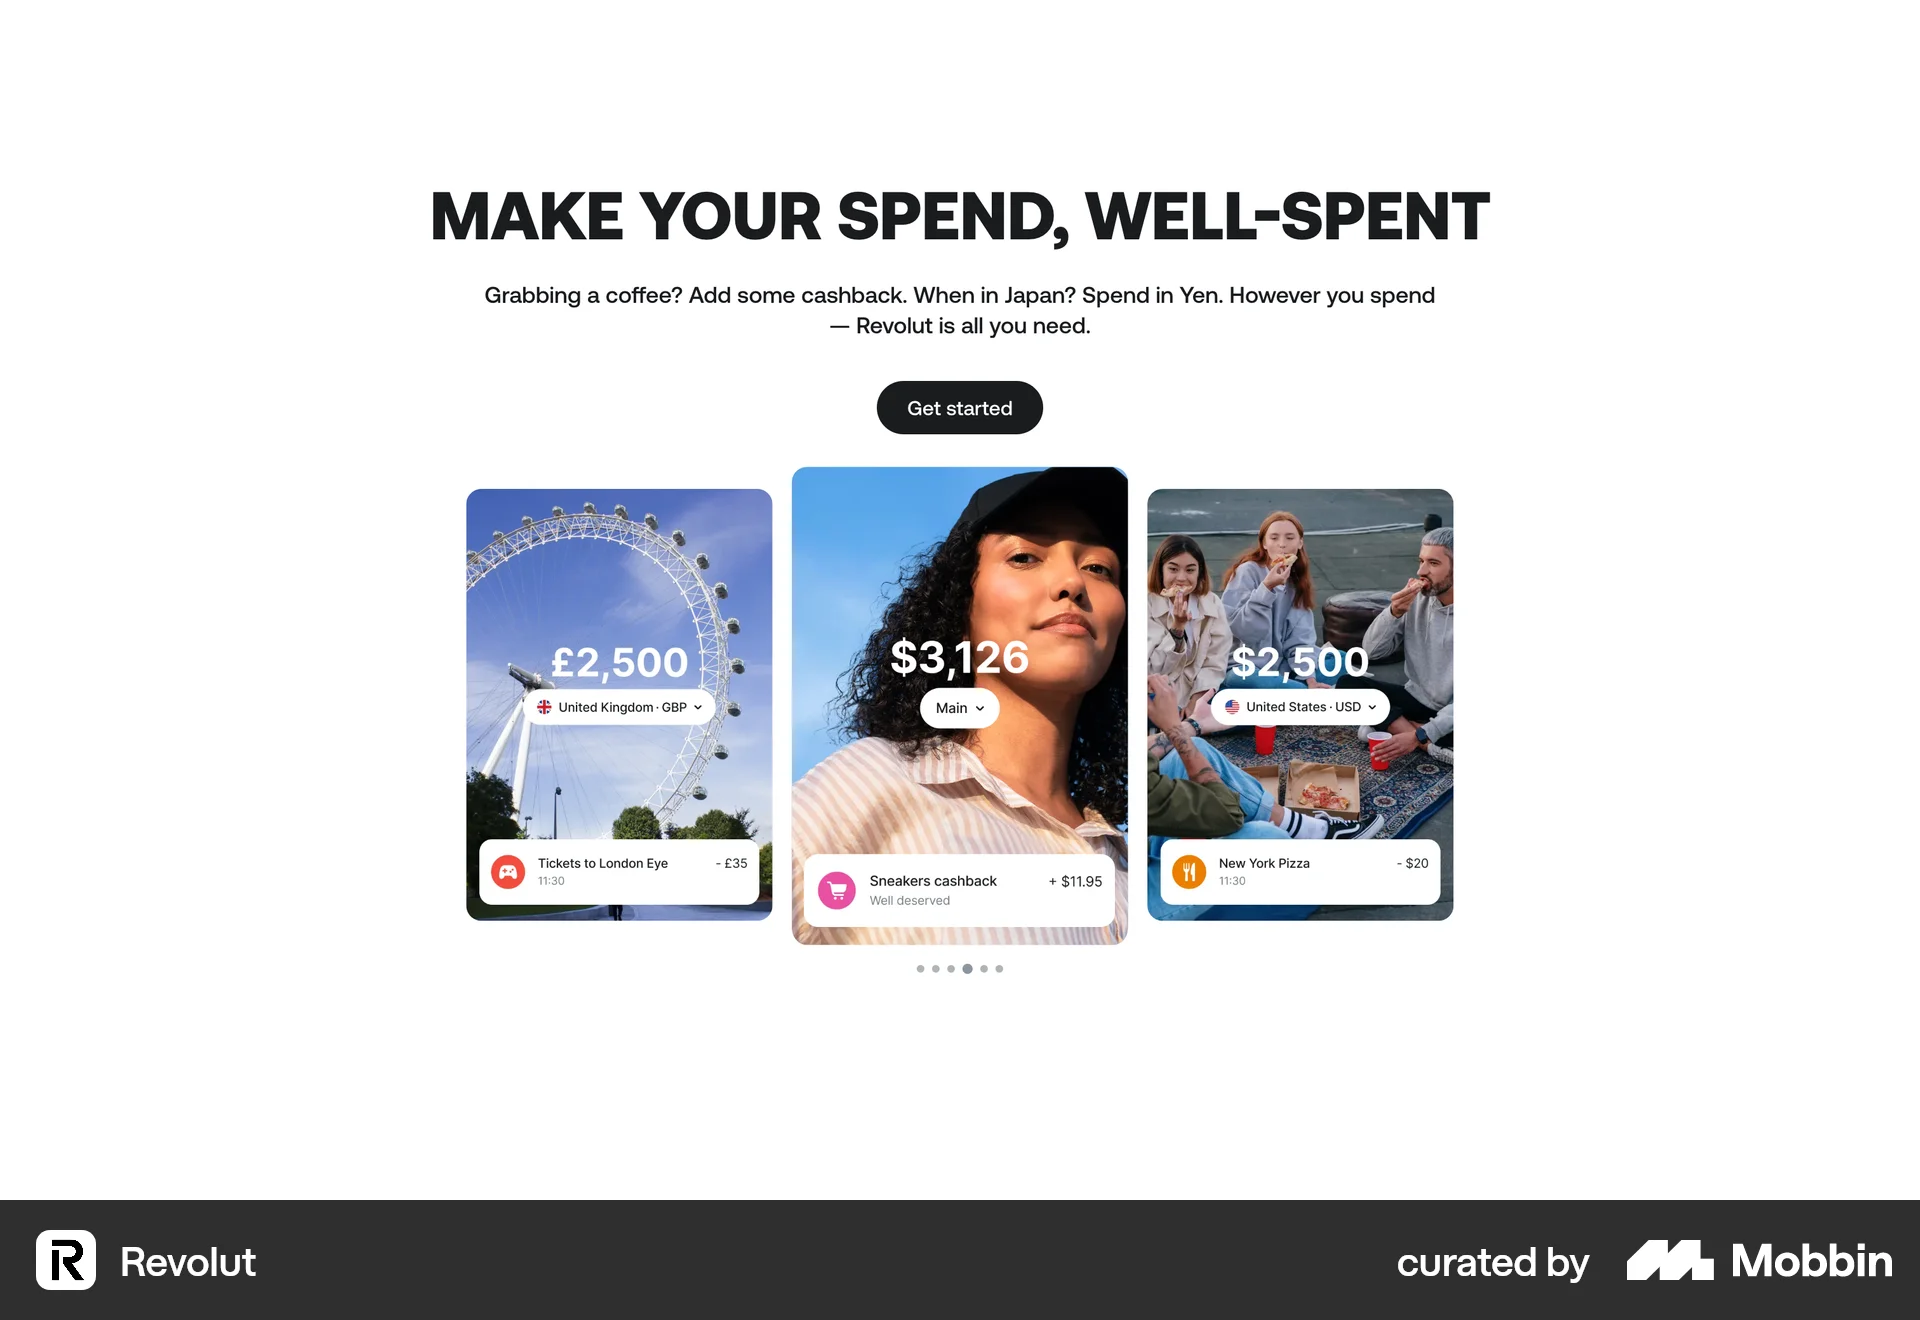 MAKE YOUR SPEND, WELL-SPENT
Grabbing a coffee? Add some cashback. When in Japan? Spend in Yen. However you spend
— Revolut is all you need.
Get started
£2,500
United Kingdom · GBP
Tickets to London Eye - £35
11:30
$3,126
Main
Sneakers cashback + $11.95
Well deserved
$2,500
United States · USD
New York Pizza - $20
11:30
R Revolut
curated by Mobbin